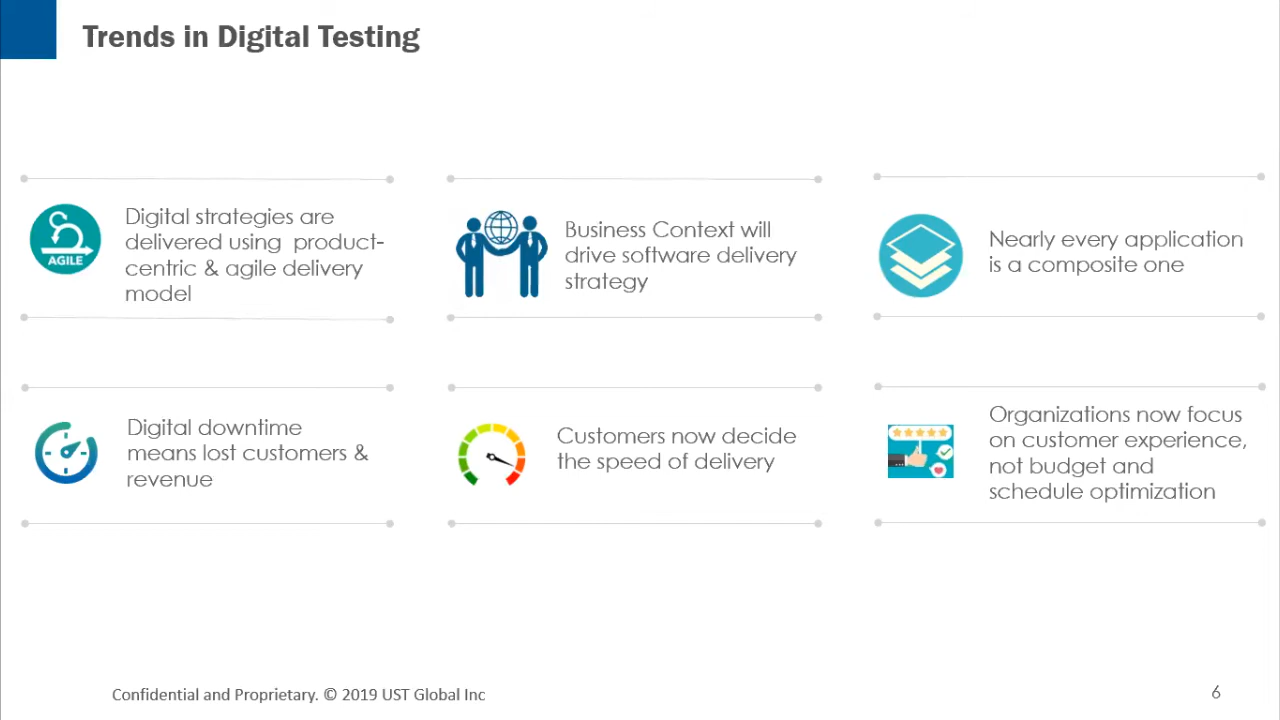 Trends in Digital Testing
AGILE
Digital strategies are
delivered using product-
centric & agile delivery
model
Business Context will
drive software delivery
strategy
Nearly every application
is a composite one
Digital downtime
means lost customers &
revenue
Customers now decide
the speed of delivery
Organizations now focus
on customer experience,
not budget and
schedule optimization
Confidential and Proprietary. © 2019 UST Global Inc
6